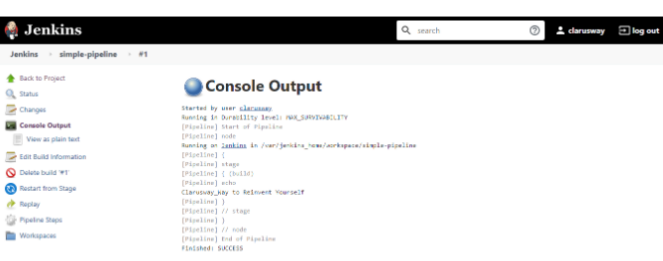 Jenkins
search
clarusway
log out
Jenkins simple-pipeline #1
Back to Project
Status
Changes
Console Output
View as plain text
Edit Build Information
Delete build '#1'
Restart from Stage
Replay
Pipeline Steps
Workspaces
Console Output
Started by user clarusway
Running in Durability level: MAX_SURVIVABILITY
[Pipeline] Start of Pipeline
[Pipeline] node
Running on Jenkins in /var/jenkins_home/workspace/simple-pipeline
[Pipeline] {
[Pipeline] stage
[Pipeline] { (build)
[Pipeline] echo
Clarusway_Way to Reinvent Yourself
[Pipeline] }
[Pipeline] // stage
[Pipeline] }
[Pipeline] // node
[Pipeline] End of Pipeline
Finished: SUCCESS